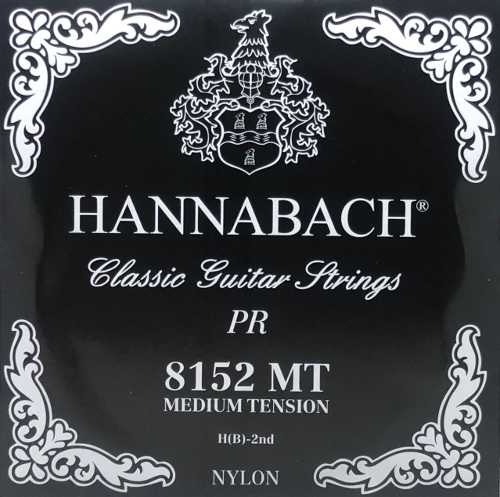 HANNABACH®
Classic Guitar Strings
PR
8152 MT
MEDIUM TENSION
H(B)-2nd
NYLON